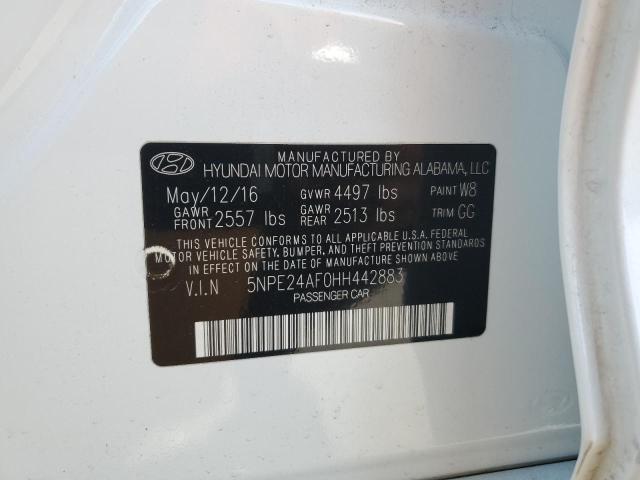 MANUFACTURED BY
HYUNDAI MOTOR MANUFACTURING ALABAMA, LLC
May/12/16 GVWR 4497 lbs PAINT W8
GAWR FRONT 2557 lbs GAWR REAR 2513 lbs TRIM GG
THIS VEHICLE CONFORMS TO ALL APPLICABLE U.S.A. FEDERAL
MOTOR VEHICLE SAFETY, BUMPER, AND THEFT PREVENTION STANDARDS
IN EFFECT ON THE DATE OF MANUFACTURE SHOWN ABOVE.
V.I.N 5NPE24AF0HH442883
PASSENGER CAR